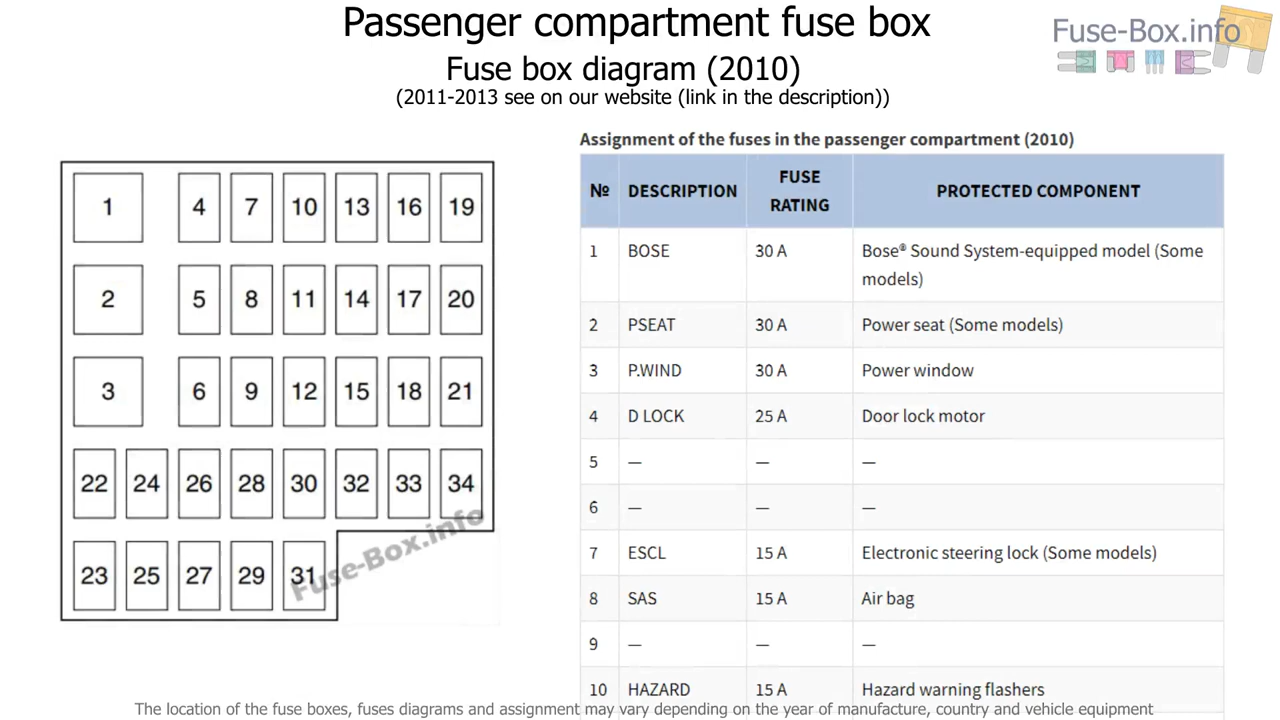 Passenger compartment fuse box
Fuse box diagram (2010)
(2011-2013 see on our website (link in the description))
Fuse-Box.info
1 4 7 10 13 16 19
2 5 8 11 14 17 20
3 6 9 12 15 18 21
22 24 26 28 30 32 33 34
23 25 27 29 31
Fuse-Box.info
Assignment of the fuses in the passenger compartment (2010)
№ DESCRIPTION FUSE RATING PROTECTED COMPONENT
1 BOSE 30 A Bose® Sound System-equipped model (Some
models)
2 PSEAT 30 A Power seat (Some models)
3 P.WIND 30 A Power window
4 D LOCK 25 A Door lock motor
5 — — —
6 — — —
7 ESCL 15 A Electronic steering lock (Some models)
8 SAS 15 A Air bag
9 — — —
10 HAZARD 15 A Hazard warning flashers
The location of the fuse boxes, fuses diagrams and assignment may vary depending on the year of manufacture, country and vehicle equipment